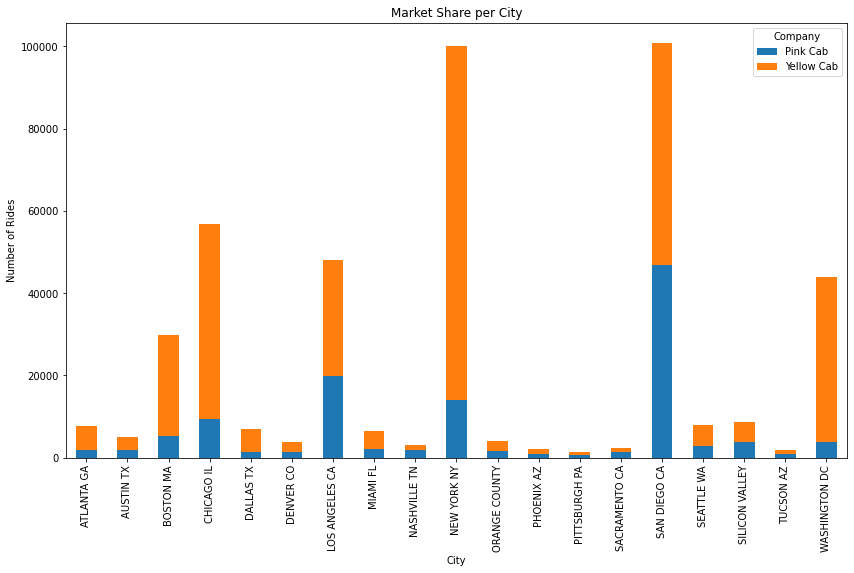 Market Share per City
Company
Pink Cab
Yellow Cab
100000
80000
60000
40000
20000
0
Number of Rides
ATLANTA GA
AUSTIN TX
BOSTON MA
CHICAGO IL
DALLAS TX
DENVER CO
LOS ANGELES CA
MIAMI FL
NASHVILLE TN
NEW YORK NY
ORANGE COUNTY
PHOENIX AZ
PITTSBURGH PA
SACRAMENTO CA
SAN DIEGO CA
SEATTLE WA
SILICON VALLEY
TUCSON AZ
WASHINGTON DC
City